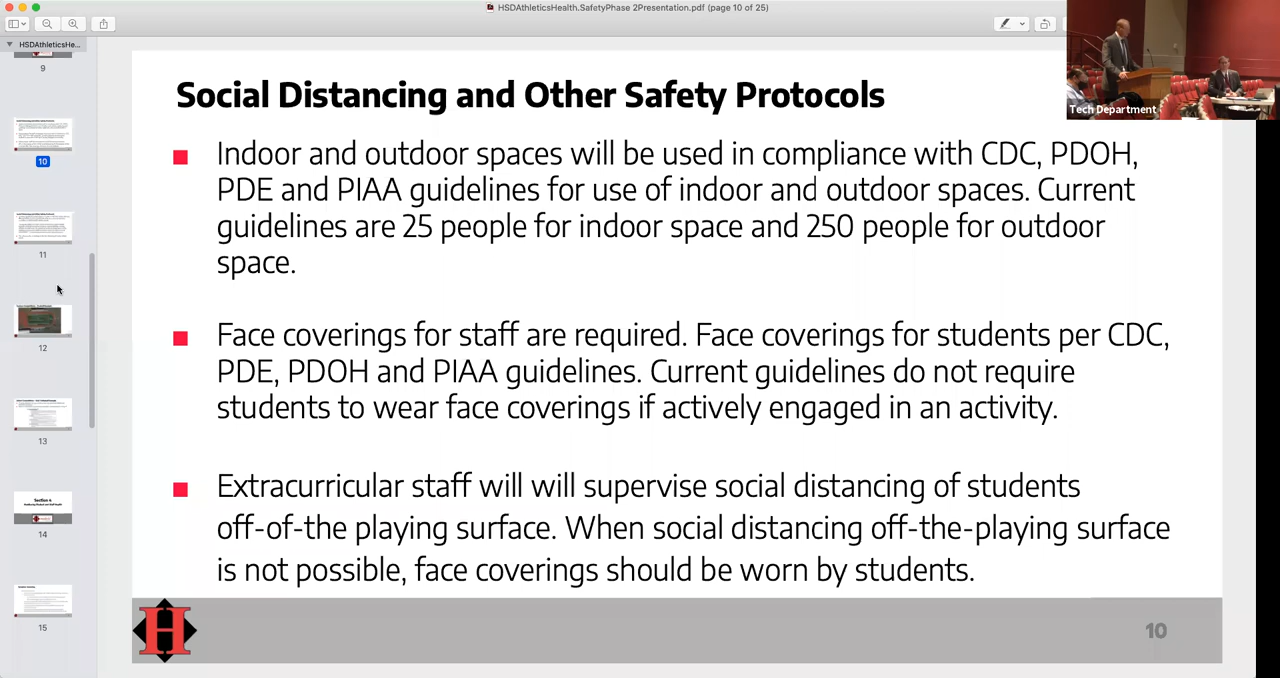 HSDAthleticsHealth.SafetyPhase 2Presentation.pdf (page 10 of 25)
HSDAthleticsHe...
9
10
11
12
13
Section 4
14
15
Tech Department
Social Distancing and Other Safety Protocols
Indoor and outdoor spaces will be used in compliance with CDC, PDOH,
PDE and PIAA guidelines for use of indoor and outdoor spaces. Current
guidelines are 25 people for indoor space and 250 people for outdoor
space.
Face coverings for staff are required. Face coverings for students per CDC,
PDE, PDOH and PIAA guidelines. Current guidelines do not require
students to wear face coverings if actively engaged in an activity.
Extracurricular staff will will supervise social distancing of students
off-of-the playing surface. When social distancing off-the-playing surface
is not possible, face coverings should be worn by students.
H
10